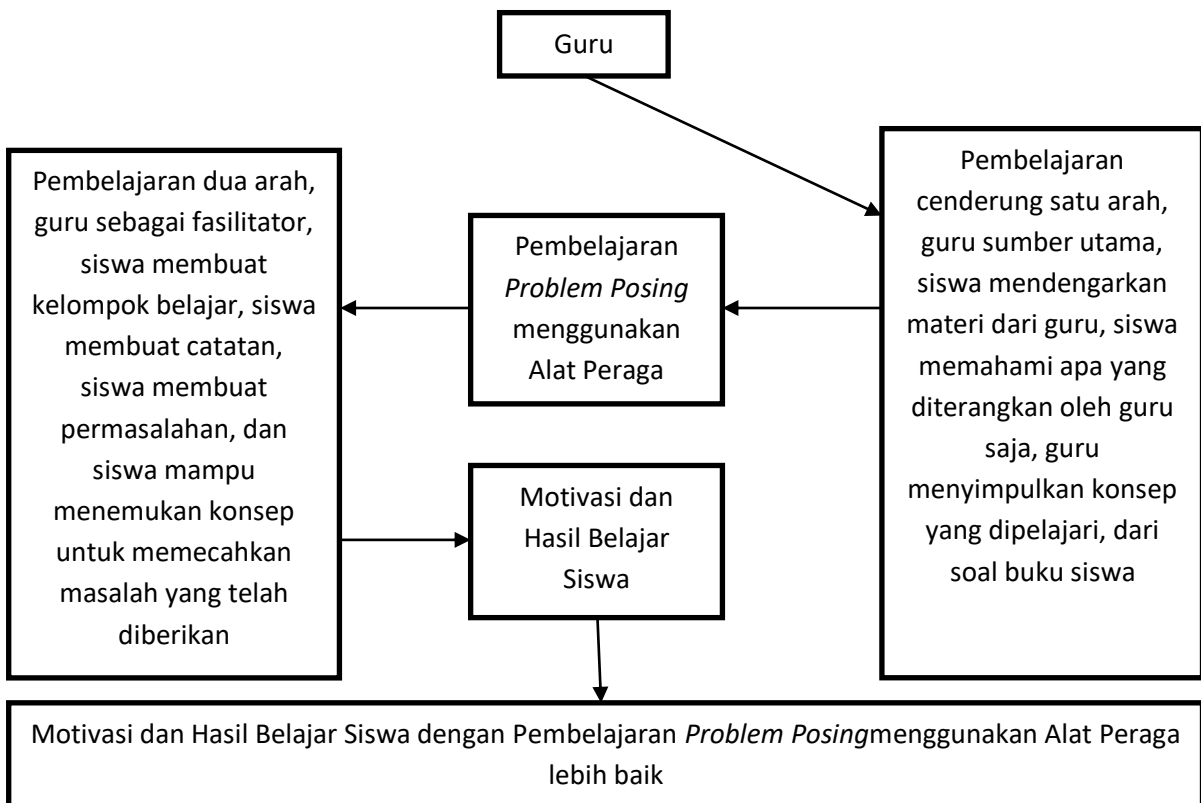 Guru
Pembelajaran dua arah,
guru sebagai fasilitator,
siswa membuat
kelompok belajar, siswa
membuat catatan,
siswa membuat
permasalahan, dan
siswa mampu
menemukan konsep
untuk memecahkan
masalah yang telah
diberikan
Pembelajaran
Problem Posing
menggunakan
Alat Peraga
Pembelajaran
cenderung satu arah,
guru sumber utama,
siswa mendengarkan
materi dari guru, siswa
memahami apa yang
diterangkan oleh guru
saja, guru
menyimpulkan konsep
yang dipelajari, dari
soal buku siswa
Motivasi dan
Hasil Belajar
Siswa
Motivasi dan Hasil Belajar Siswa dengan Pembelajaran Problem Posingmenggunakan Alat Peraga
lebih baik